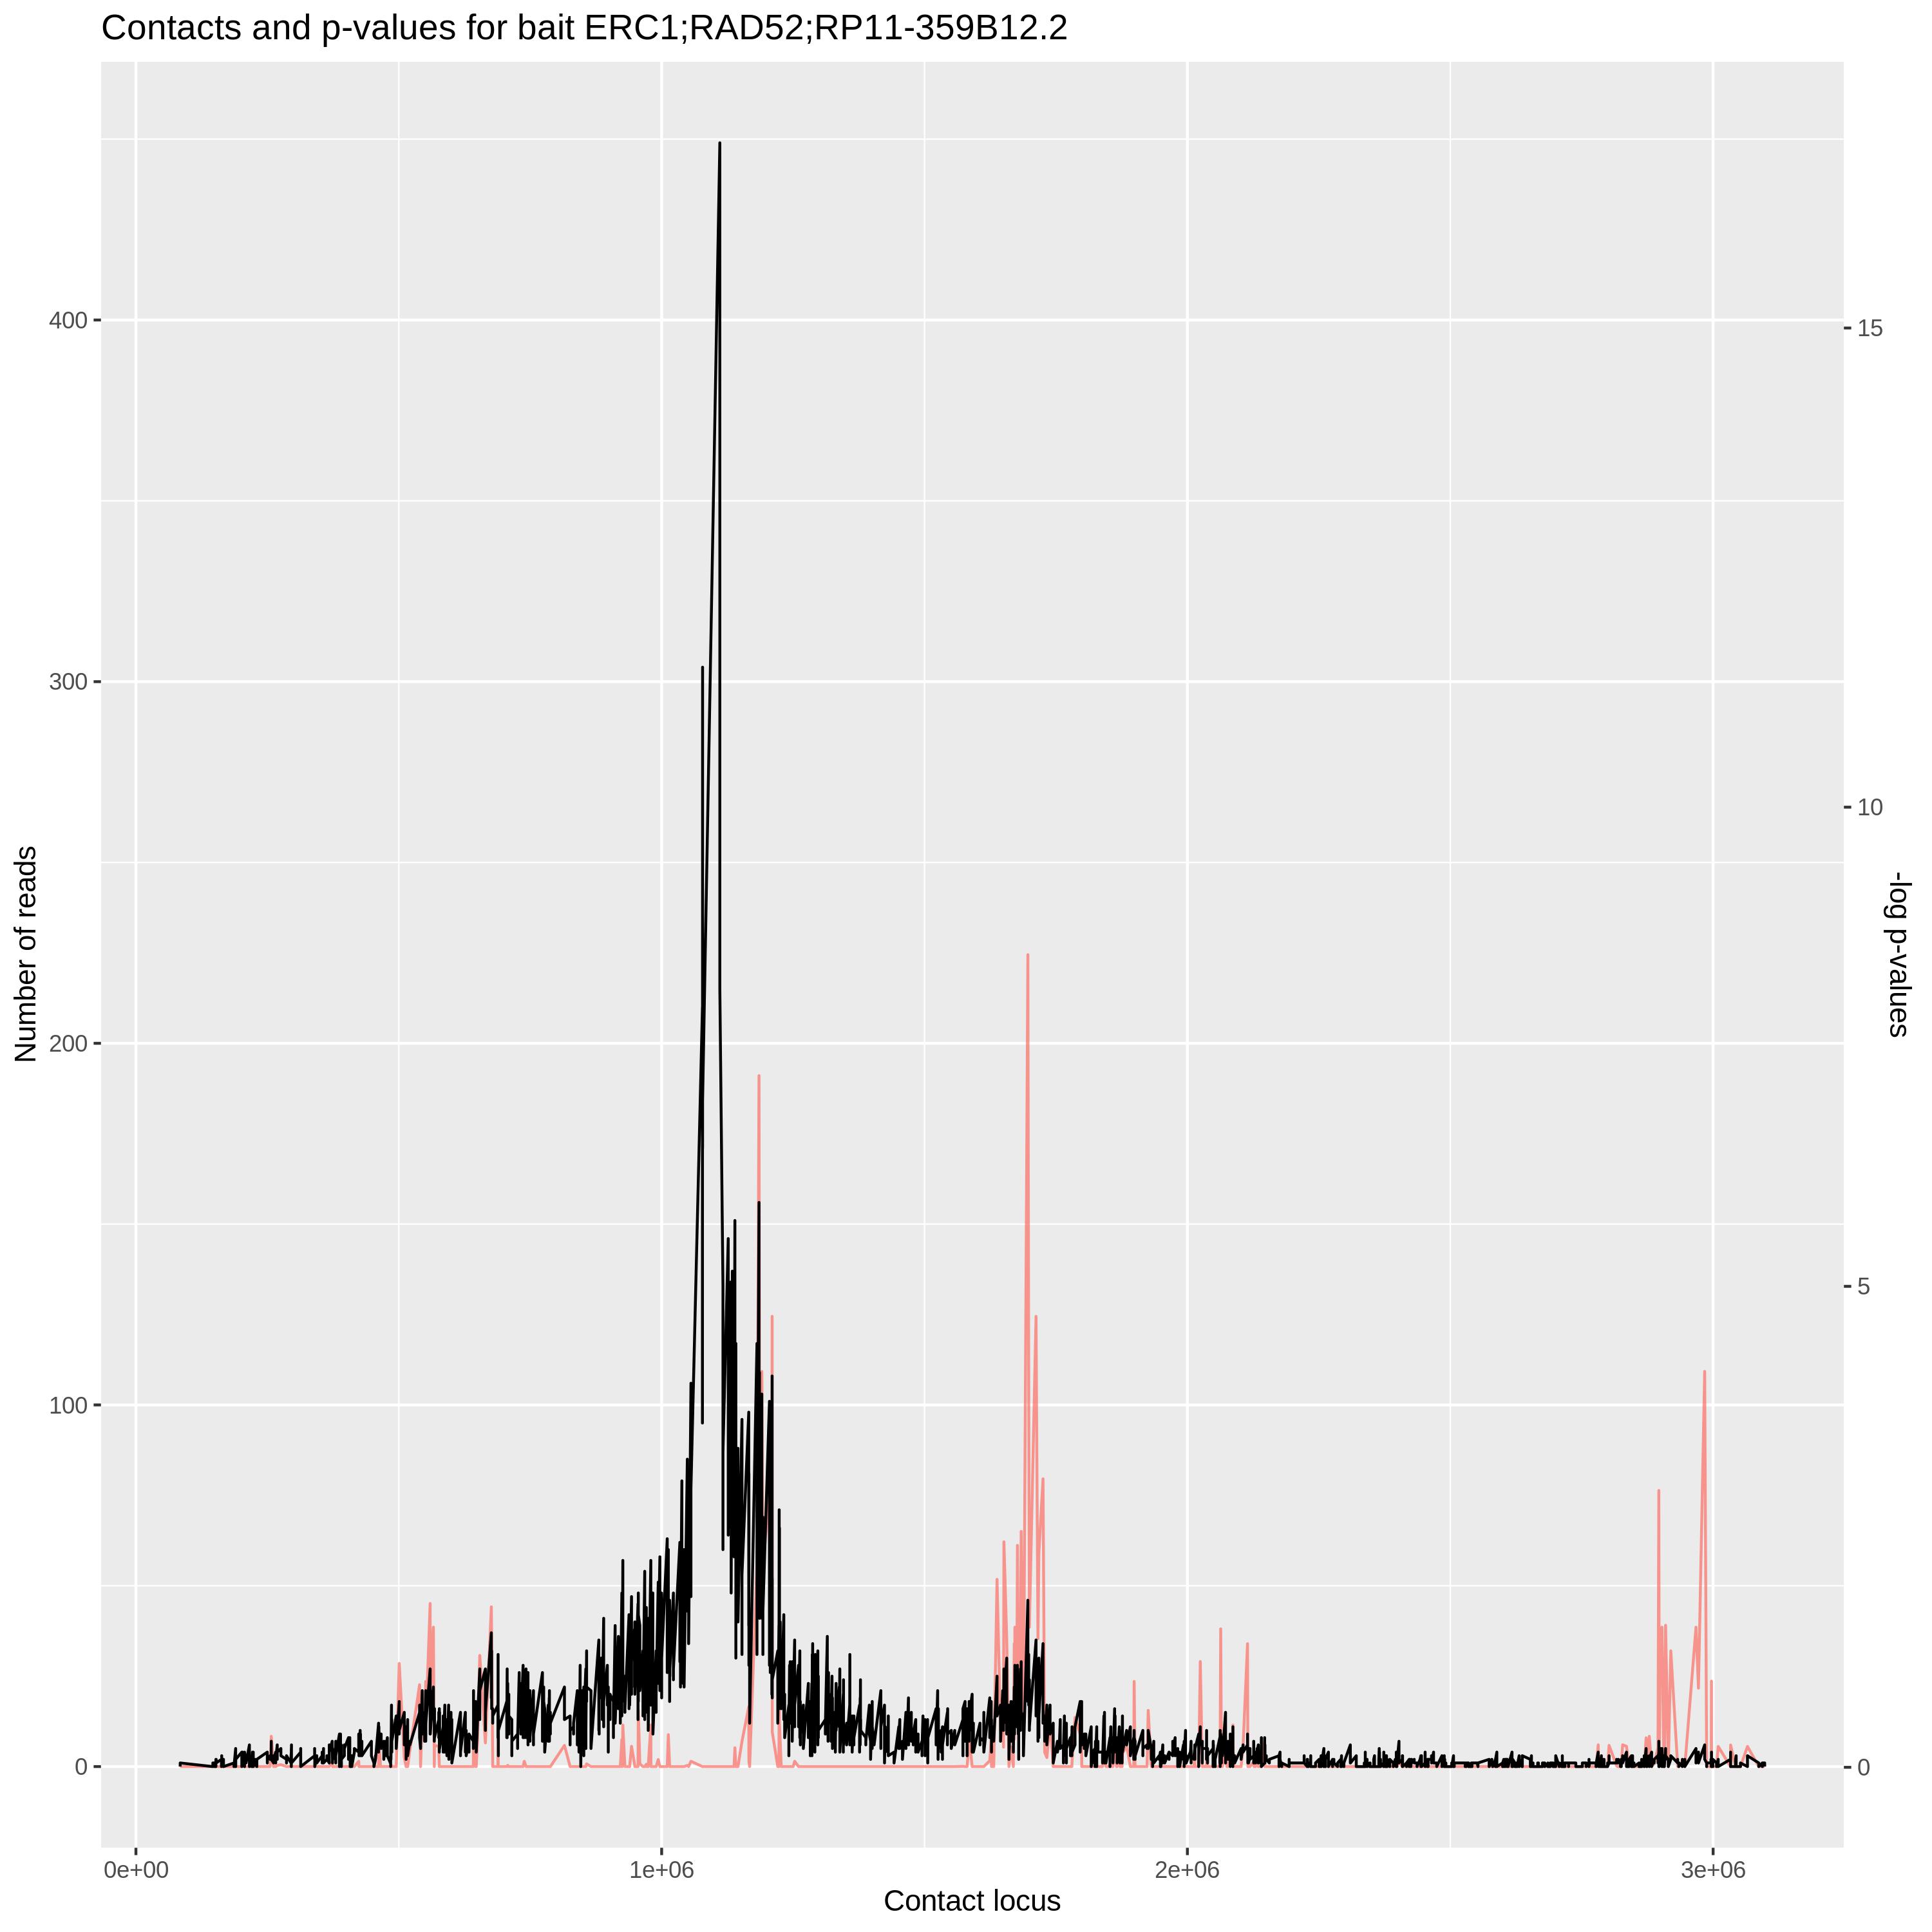 Contacts and p-values for bait ERC1;RAD52;RP11-359B12.2
400
300
200
100
0
Number of reads
15
10
5
0
-log p-values
0e+00
1e+06
2e+06
3e+06
Contact locus